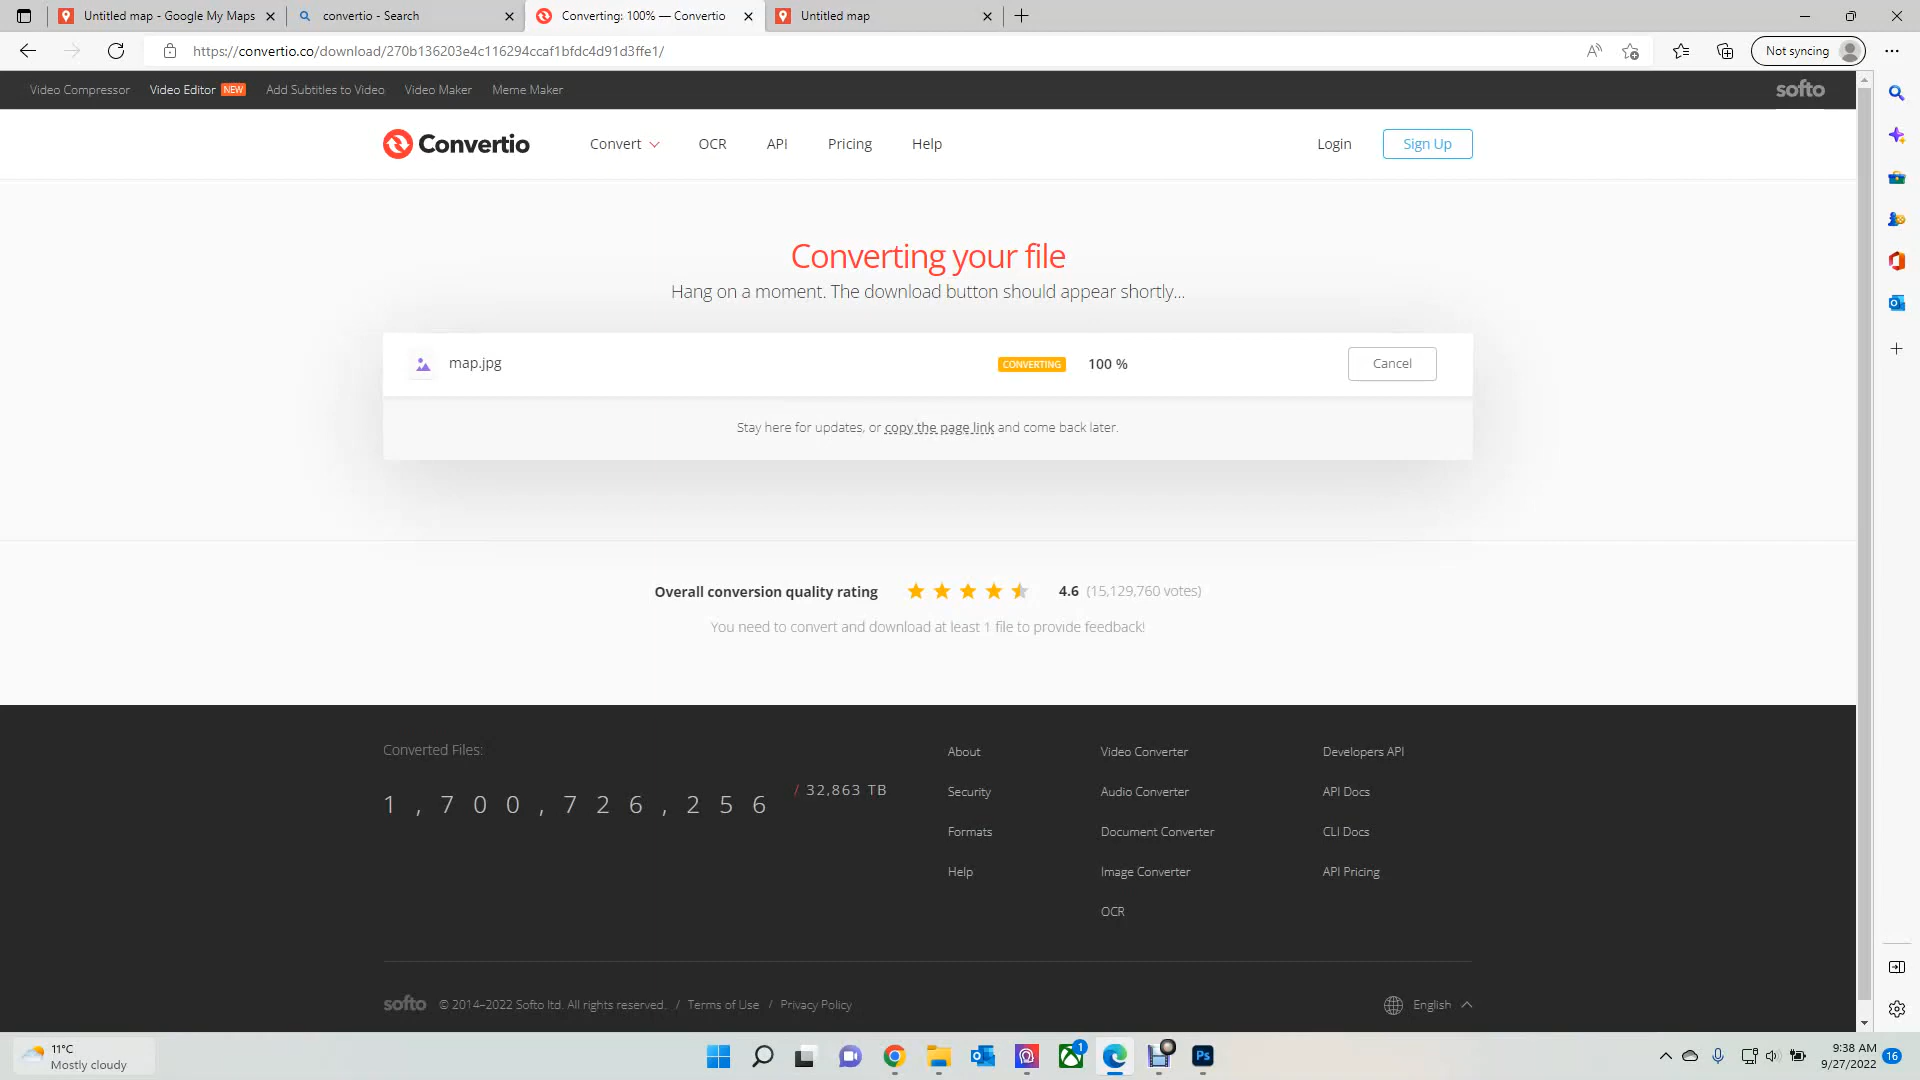 Untitled map - Google My Maps
convertio - Search
Converting: 100% — Convertio
Untitled map
https://convertio.co/download/270b136203e4c116294ccaf1bfdc4d91d3ffe1/
Not syncing
Video Compressor
Video Editor NEW
Add Subtitles to Video
Video Maker
Meme Maker
softo
Convertio
Convert
OCR
API
Pricing
Help
Login
Sign Up
Converting your file
Hang on a moment. The download button should appear shortly...
map.jpg
CONVERTING
100 %
Cancel
Stay here for updates, or copy the page link and come back later.
Overall conversion quality rating
4.6 (15,129,760 votes)
You need to convert and download at least 1 file to provide feedback!
Converted Files:
1,700,726,256
/ 32,863 TB
About
Security
Formats
Help
Video Converter
Audio Converter
Document Converter
Image Converter
OCR
Developers API
API Docs
CLI Docs
API Pricing
softo © 2014–2022 Softo ltd. All rights reserved. / Terms of Use / Privacy Policy
English
11°C
Mostly cloudy
1
Ps
9:38 AM
9/27/2022
16